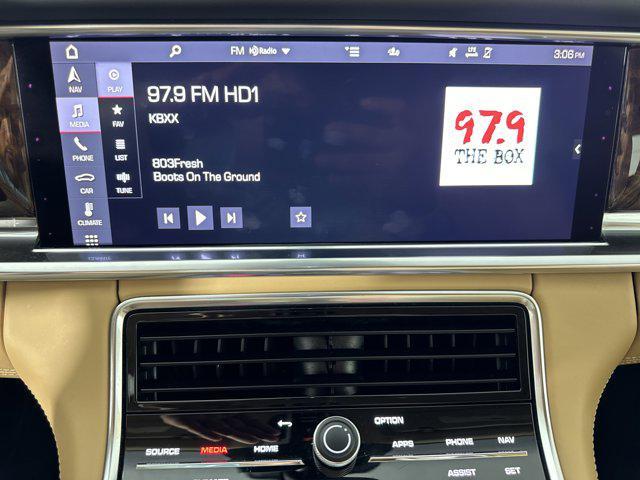 FM HD Radio
LTE
3:06 PM
NAV
PLAY
MEDIA
FAV
PHONE
LIST
CAR
TUNE
CLIMATE
97.9 FM HD1
KBXX
803Fresh
Boots On The Ground
97.9
THE BOX
OPTION
SOURCE
MEDIA
HOME
APPS
PHONE
NAV
ASSIST
SET